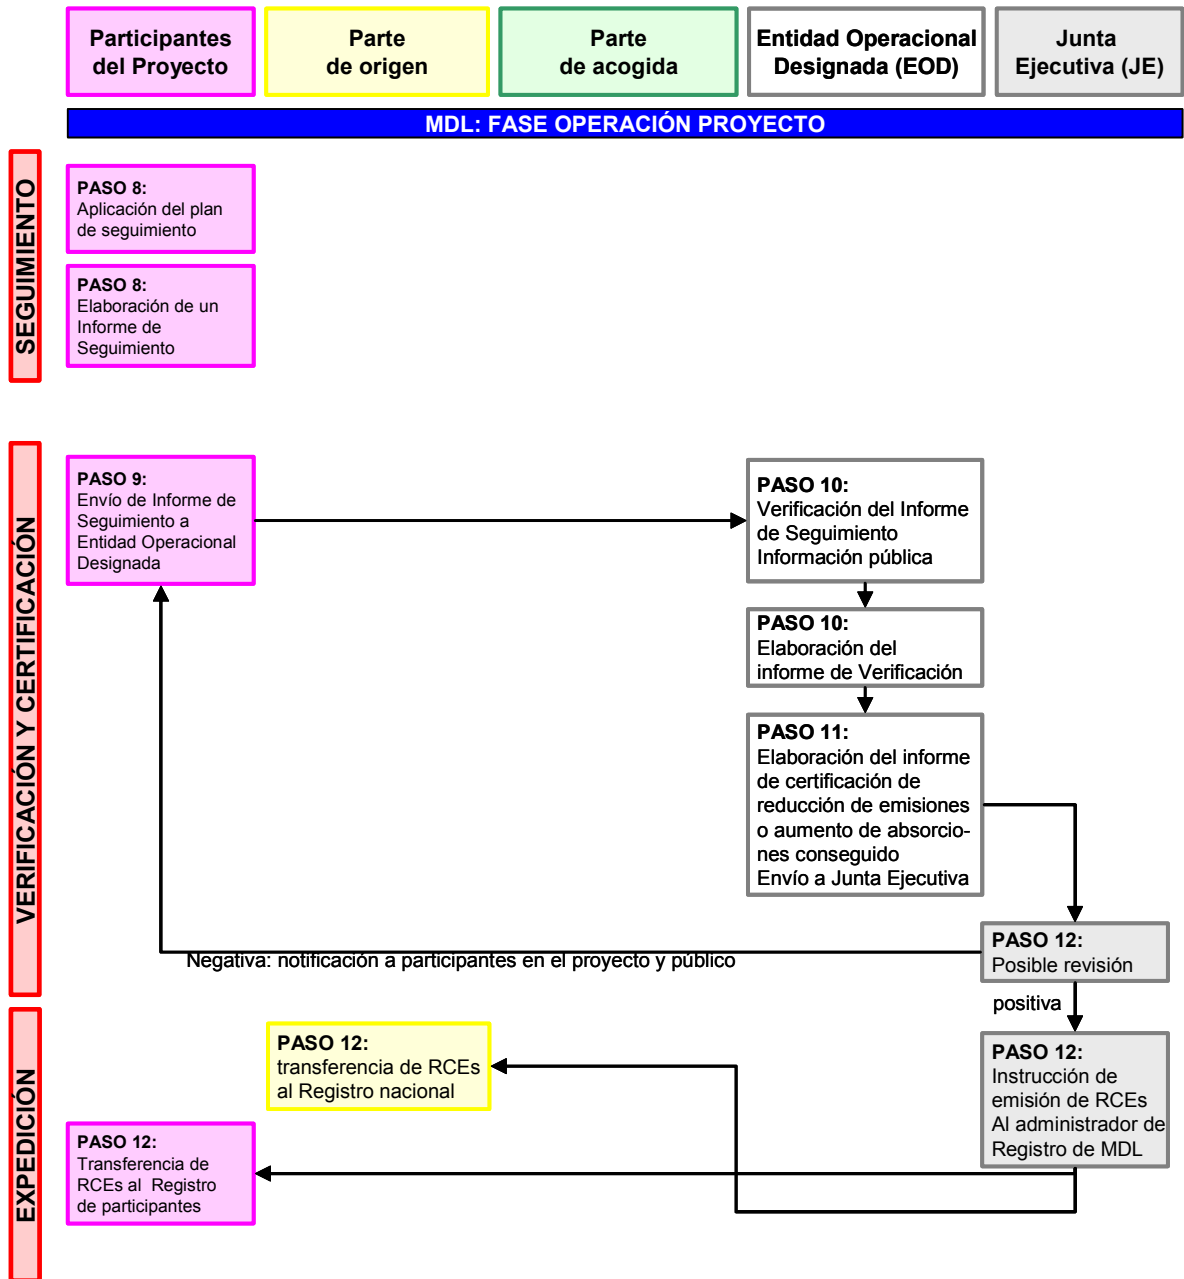 Participantes
del Proyecto
Parte
de origen
Parte
de acogida
Entidad Operacional
Designada (EOD)
Junta
Ejecutiva (JE)
MDL: FASE OPERACIÓN PROYECTO
SEGUIMIENTO
PASO 8:
Aplicación del plan
de seguimiento
PASO 8:
Elaboración de un
Informe de
Seguimiento
VERIFICACIÓN Y CERTIFICACIÓN
PASO 9:
Envío de Informe de
Seguimiento a
Entidad Operacional
Designada
PASO 10:
Verificación del Informe
de Seguimiento
Información pública
PASO 10:
Elaboración del
informe de Verificación
PASO 11:
Elaboración del informe
de certificación de
reducción de emisiones
o aumento de absorcio-
nes conseguido
Envío a Junta Ejecutiva
PASO 12:
Posible revisión
Negativa: notificación a participantes en el proyecto y público
positiva
EXPEDICIÓN
PASO 12:
transferencia de RCEs
al Registro nacional
PASO 12:
Instrucción de
emisión de RCEs
Al administrador de
Registro de MDL
PASO 12:
Transferencia de
RCEs al Registro
de participantes